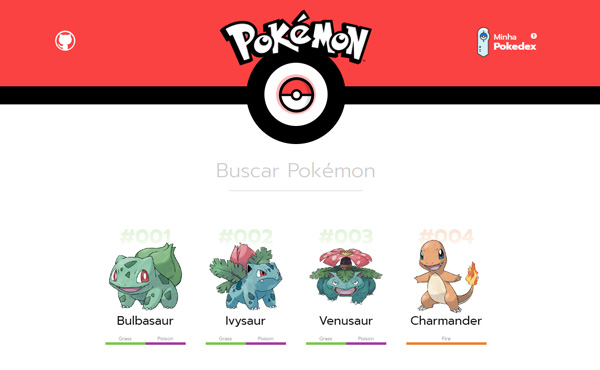 POKéMON
Minha
Pokedex
Buscar Pokémon
#001 #002 #003 #004
Bulbasaur Ivysaur Venusaur Charmander
Grass Poison Grass Poison Grass Poison Fire